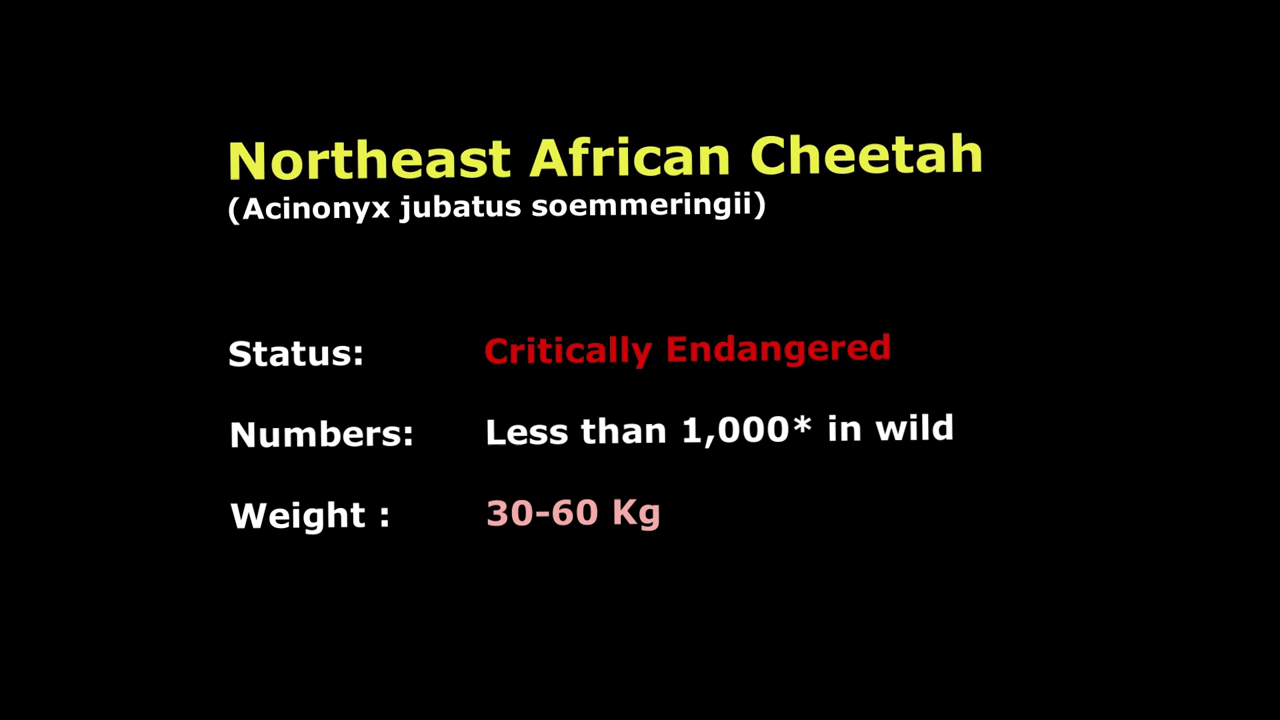 Northeast African Cheetah
(Acinonyx jubatus soemmeringii)
Status: Critically Endangered
Numbers: Less than 1,000* in wild
Weight : 30-60 Kg